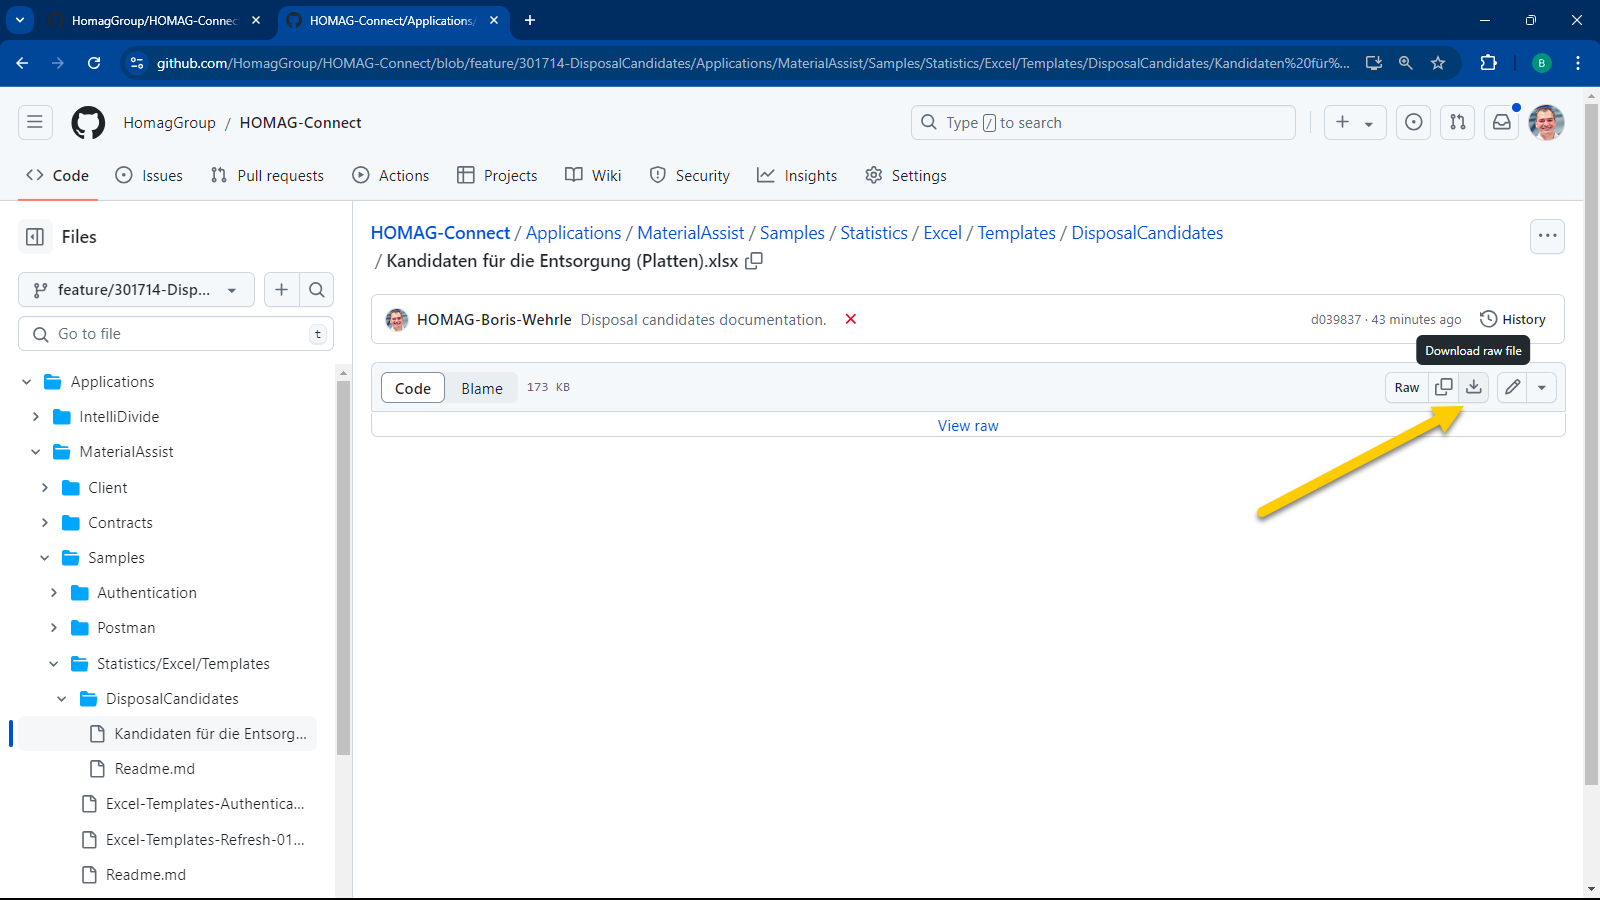 HomagGroup/HOMAG-Connec
HOMAG-Connect/Applications/
github.com/HomagGroup/HOMAG-Connect/blob/feature/301714-DisposalCandidates/Applications/MaterialAssist/Samples/Statistics/Excel/Templates/DisposalCandidates/Kandidaten%20für%...
B
HomagGroup / HOMAG-Connect
Type / to search
Code
Issues
Pull requests
Actions
Projects
Wiki
Security
Insights
Settings
Files
feature/301714-Disp...
Go to file
t
Applications
IntelliDivide
MaterialAssist
Client
Contracts
Samples
Authentication
Postman
Statistics/Excel/Templates
DisposalCandidates
Kandidaten für die Entsorg...
Readme.md
Excel-Templates-Authentica...
Excel-Templates-Refresh-01...
Readme.md
HOMAG-Connect / Applications / MaterialAssist / Samples / Statistics / Excel / Templates / DisposalCandidates
/ Kandidaten für die Entsorgung (Platten).xlsx
HOMAG-Boris-Wehrle Disposal candidates documentation.
d039837 · 43 minutes ago
History
Download raw file
Code
Blame
173 KB
Raw
View raw